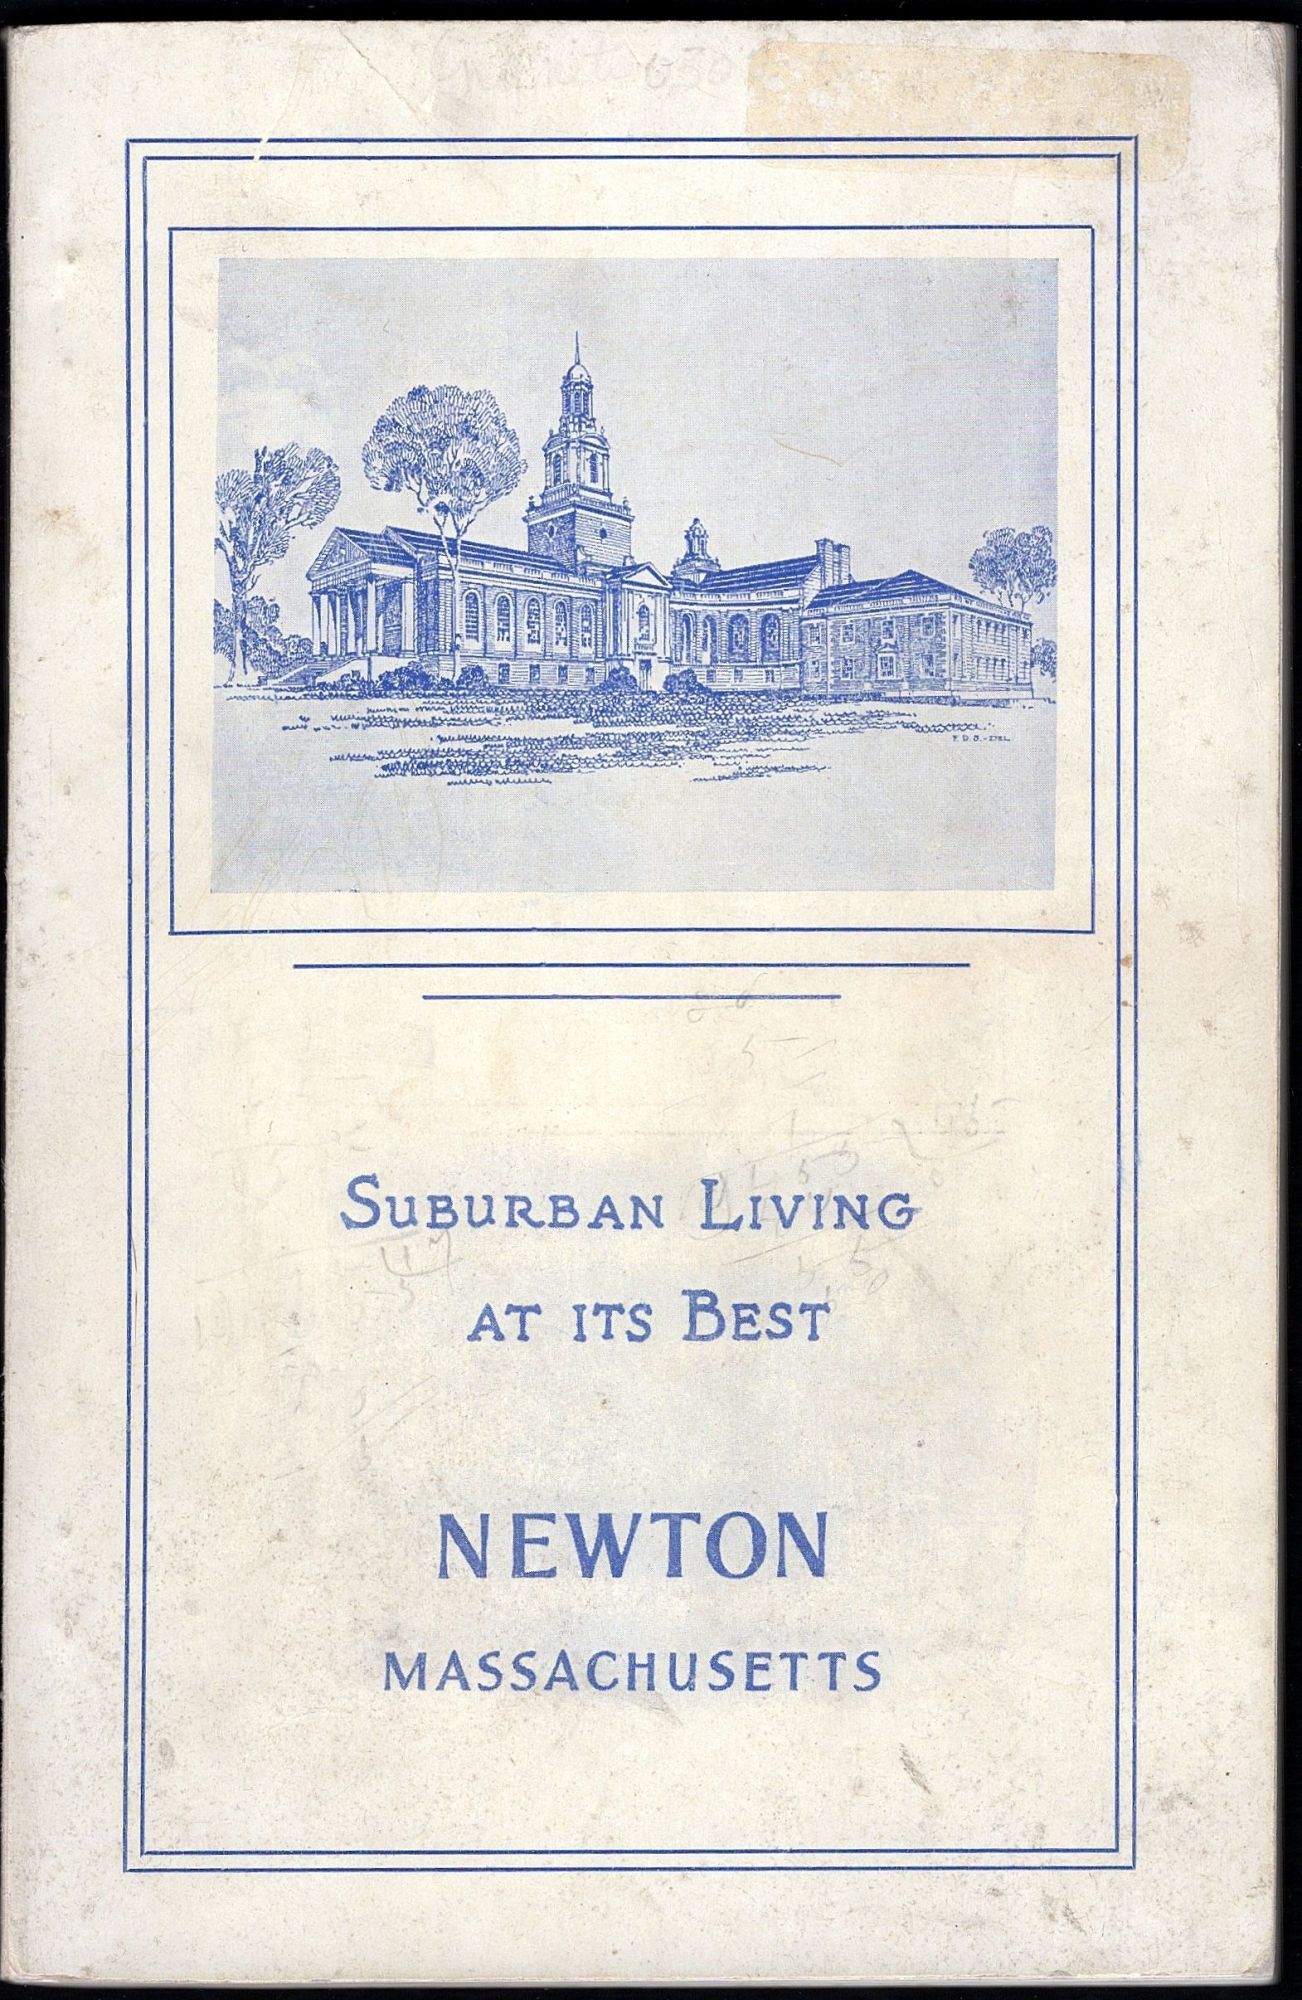 SUBURBAN LIVING
AT ITS BEST
NEWTON
MASSACHUSETTS